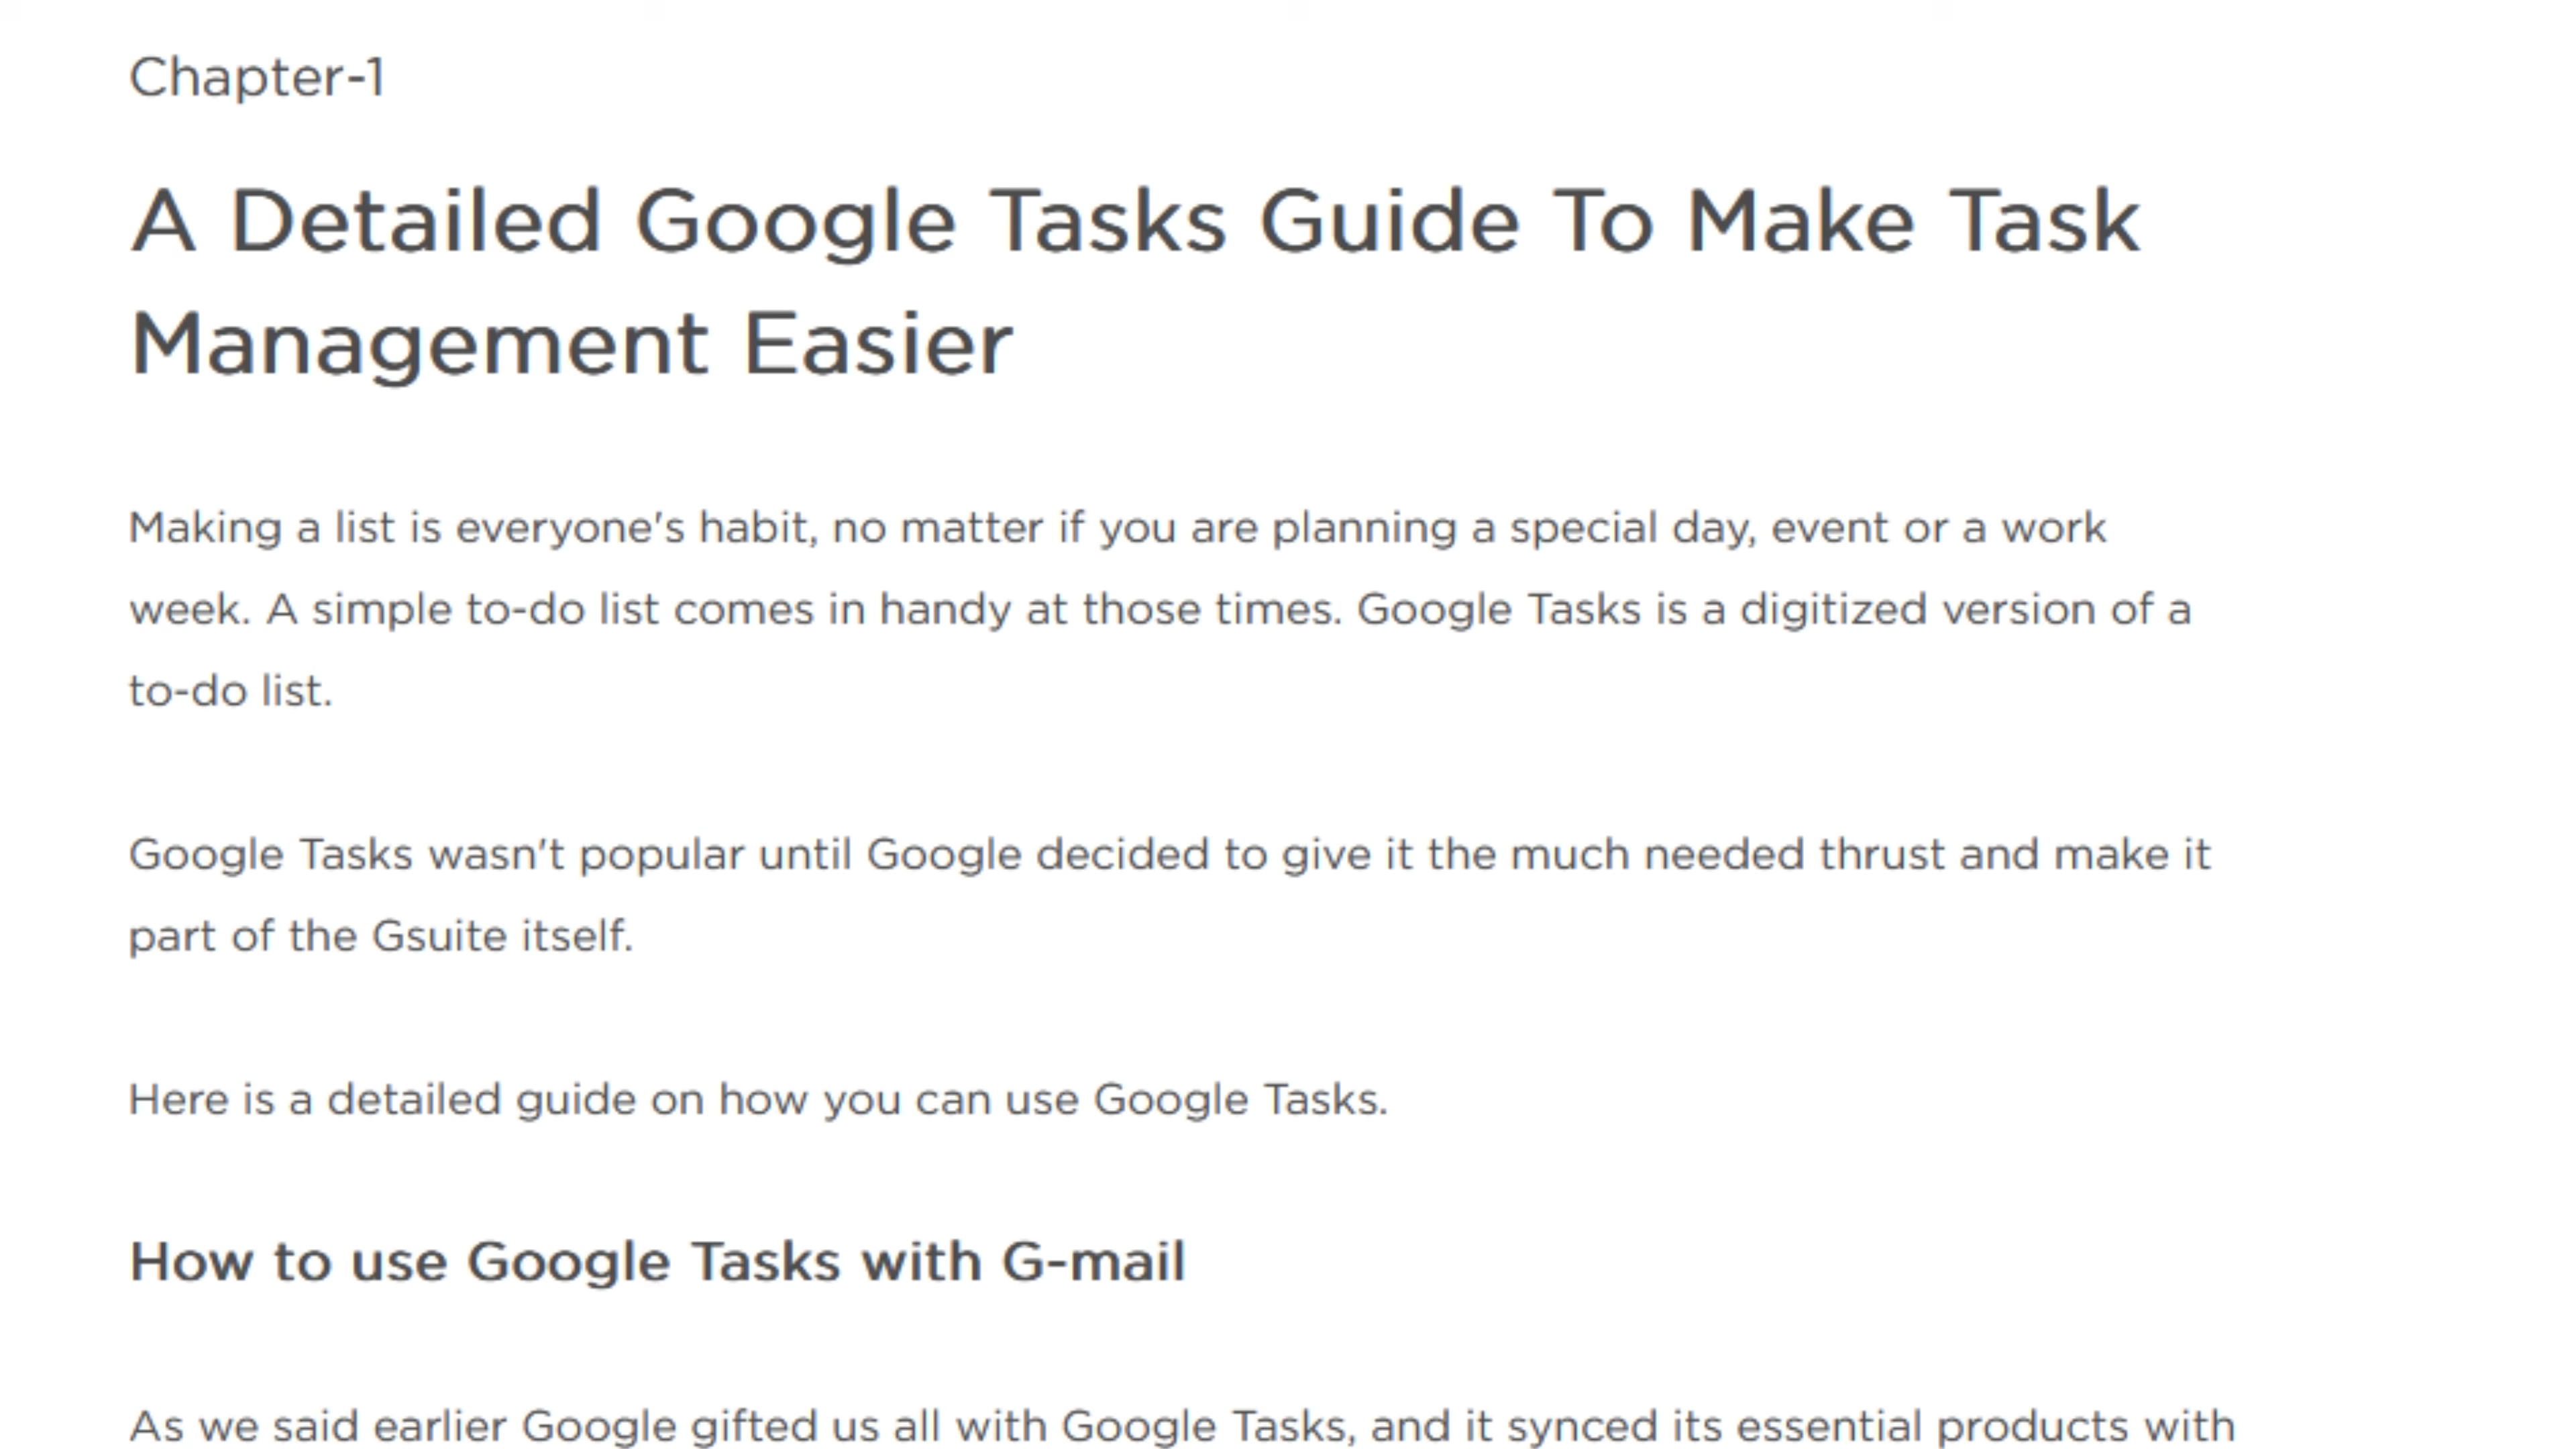 Chapter-1
A Detailed Google Tasks Guide To Make Task
Management Easier
Making a list is everyone's habit, no matter if you are planning a special day, event or a work
week. A simple to-do list comes in handy at those times. Google Tasks is a digitized version of a
to-do list.
Google Tasks wasn't popular until Google decided to give it the much needed thrust and make it
part of the Gsuite itself.
Here is a detailed guide on how you can use Google Tasks.
How to use Google Tasks with G-mail
As we said earlier Google gifted us all with Google Tasks, and it synced its essential products with